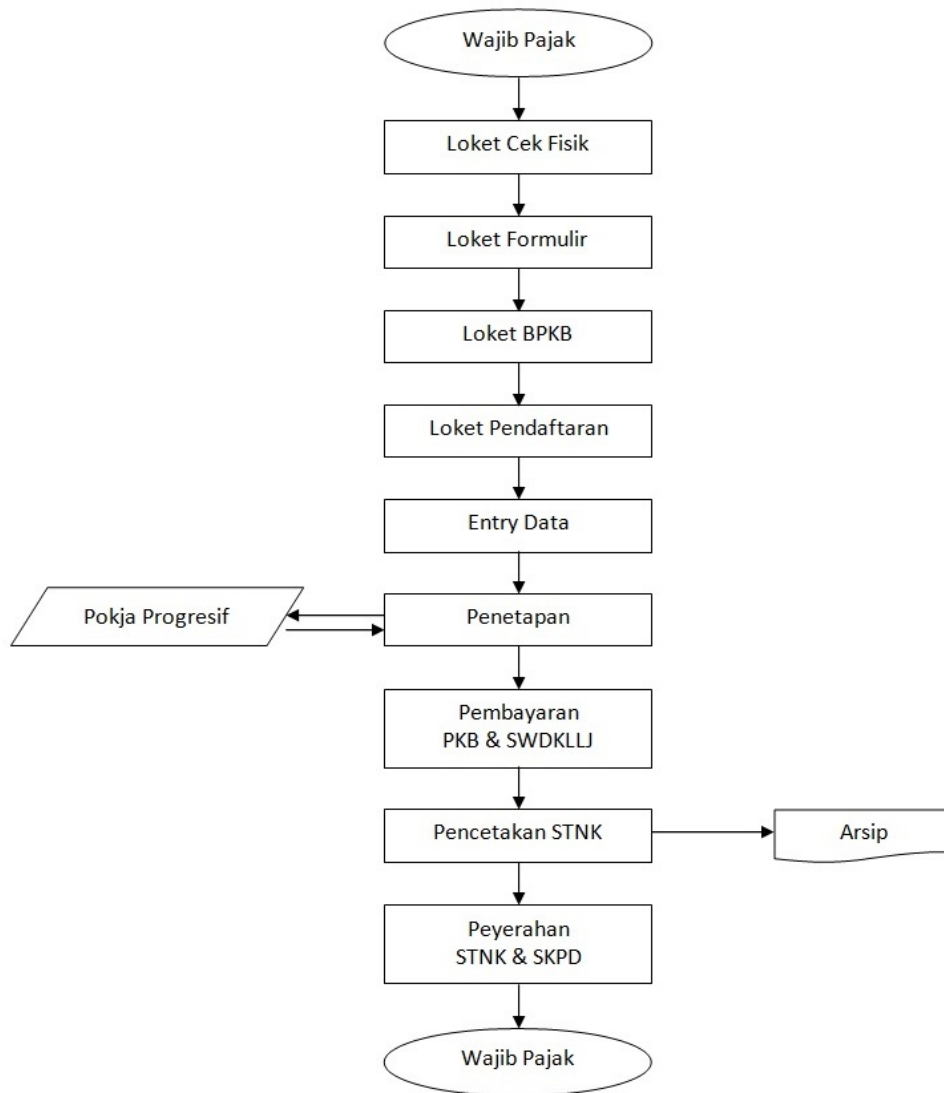 Wajib Pajak
Loket Cek Fisik
Loket Formulir
Loket BPKB
Loket Pendaftaran
Entry Data
Pokja Progresif
Penetapan
Pembayaran
PKB & SWDKLLJ
Pencetakan STNK
Arsip
Peyerahan
STNK & SKPD
Wajib Pajak